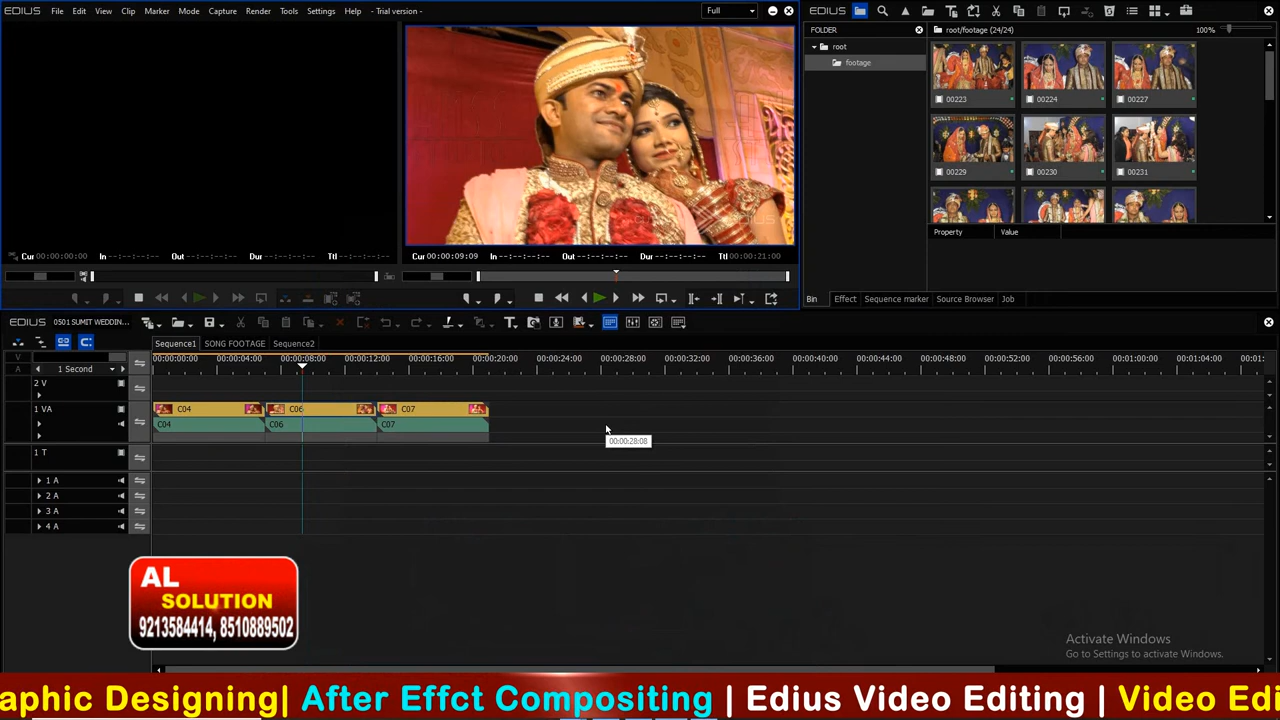 EDIUS File Edit View Clip Marker Mode Capture Render Tools Settings Help - Trial version - Full
Cur 00:00:00:00 In --:--:--:-- Out --:--:--:-- Dur --:--:--:-- Ttl --:--:--:--
EDIUS
Cur 00:00:09:09 In --:--:--:-- Out --:--:--:-- Dur --:--:--:-- Ttl 00:00:21:00
EDIUS
FOLDER
root
footage
root/footage (24/24) 100%
00223 00224 00227
00229 00230 00231
Property Value
Bin Effect Sequence marker Source Browser Job
EDIUS 0501 SUMIT WEDDIN...
Sequence1 SONG FOOTAGE Sequence2
V
A
1 Second
00:00:00:00 00:00:04:00 00:00:08:00 00:00:12:00 00:00:16:00 00:00:20:00 00:00:24:00 00:00:28:00 00:00:32:00 00:00:36:00 00:00:40:00 00:00:44:00 00:00:48:00 00:00:52:00 00:00:56:00 00:01:00:00 00:01:04:00 00:01:
2 V
1 VA C04 C06 C07
C04 C06 C07
00:00:28:08
1 T
1 A
2 A
3 A
4 A
AL
SOLUTION
9213584414, 8510889502
Activate Windows
Go to Settings to activate Windows.
aphic Designing| After Effct Compositing | Edius Video Editing | Video Edi